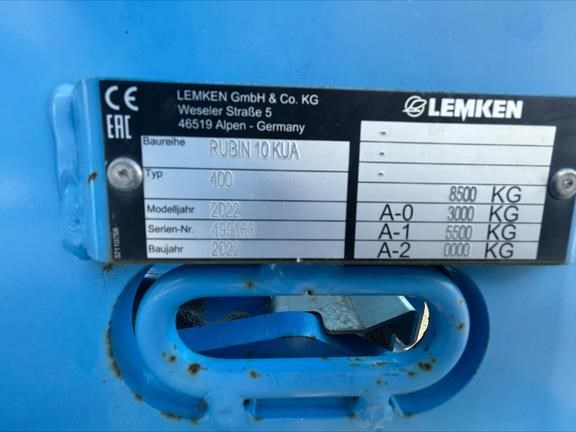 CE
EAC
LEMKEN GmbH & Co. KG
Weseler Straße 5
46519 Alpen - Germany
LEMKEN
Baureihe RUBIN 10 KUA
Typ 400
Modelljahr 2022
Serien-Nr. 499163
Baujahr 2022
-
-
8500 KG
A-0 3000 KG
A-1 5500 KG
A-2 0000 KG